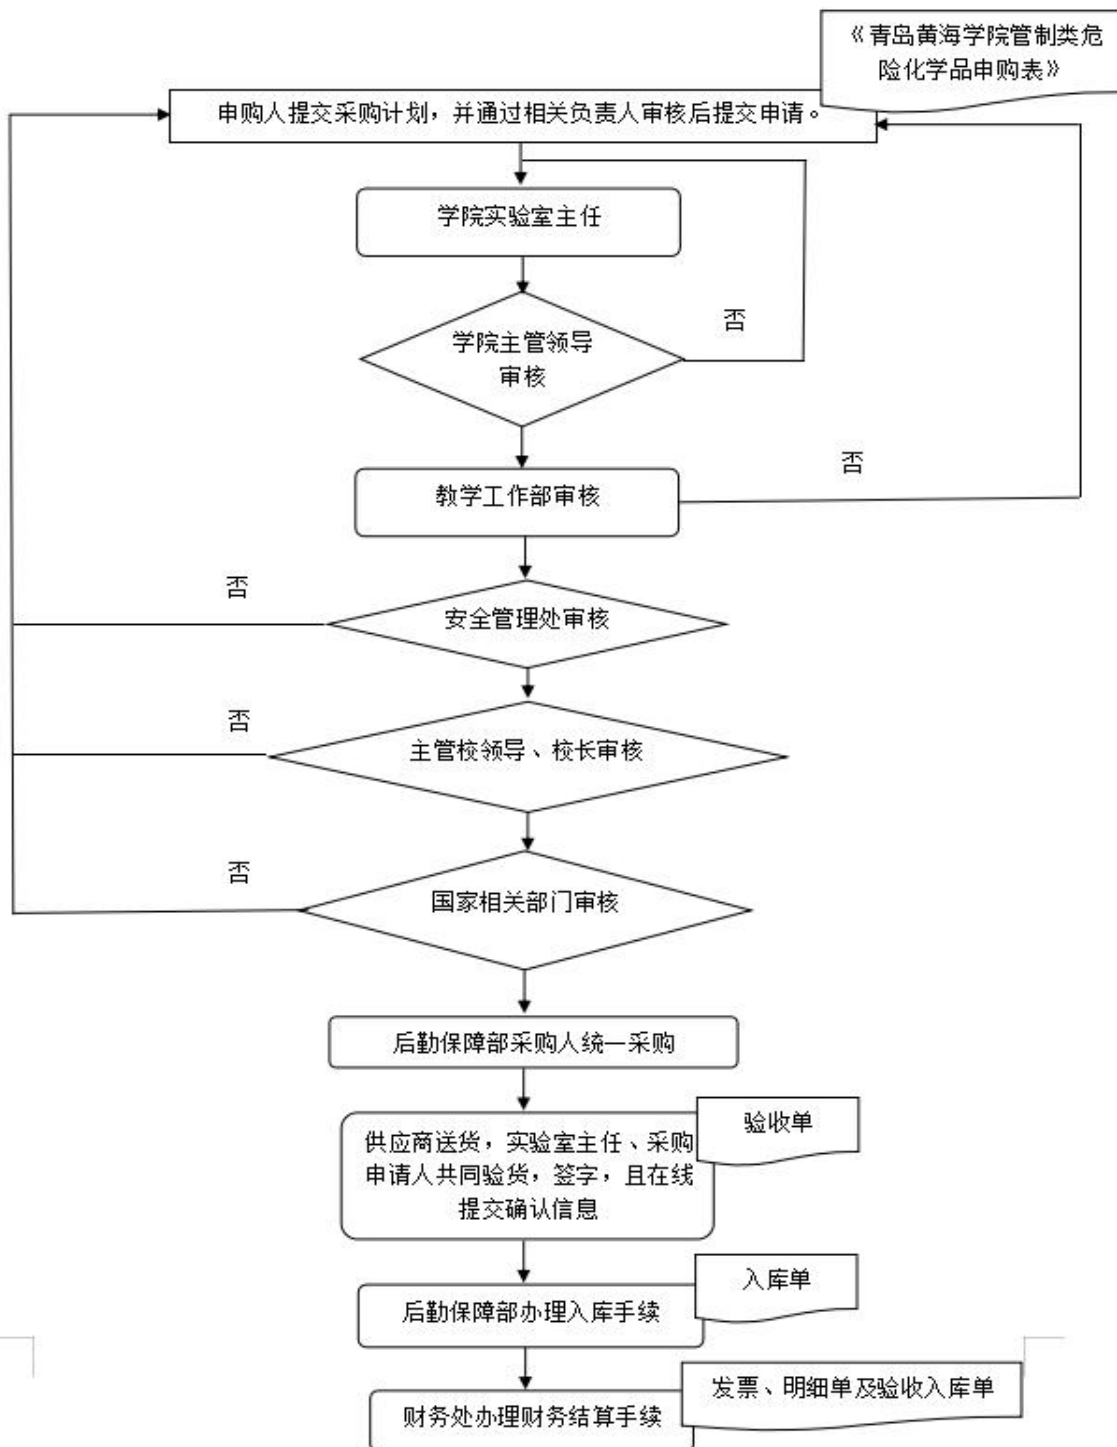 《青岛黄海学院管制类危
险化学品申购表》
申购人提交采购计划，并通过相关负责人审核后提交申请。
学院实验室主任
否
学院主管领导
审核
否
教学工作部审核
否
安全管理处审核
否
主管校领导、校长审核
否
国家相关部门审核
后勤保障部采购人统一采购
验收单
供应商送货，实验室主任、采购
申请人共同验货，签字，且在线
提交确认信息
入库单
后勤保障部办理入库手续
发票、明细单及验收入库单
财务处办理财务结算手续